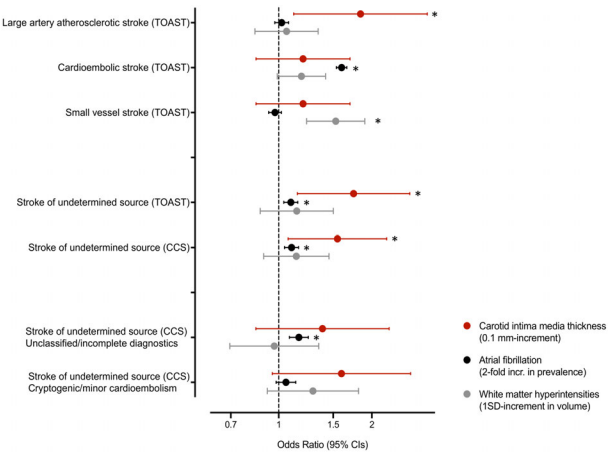 Large artery atherosclerotic stroke (TOAST)
*
Cardioembolic stroke (TOAST)
*
Small vessel stroke (TOAST)
*
Stroke of undetermined source (TOAST)
*
*
Stroke of undetermined source (CCS)
*
*
Stroke of undetermined source (CCS)
Unclassified/incomplete diagnostics
*
Stroke of undetermined source (CCS)
Cryptogenic/minor cardioembolism
0.7 1 1.5 2
Odds Ratio (95% CIs)
Carotid intima media thickness
(0.1 mm-increment)
Atrial fibrillation
(2-fold incr. in prevalence)
White matter hyperintensities
(1SD-increment in volume)